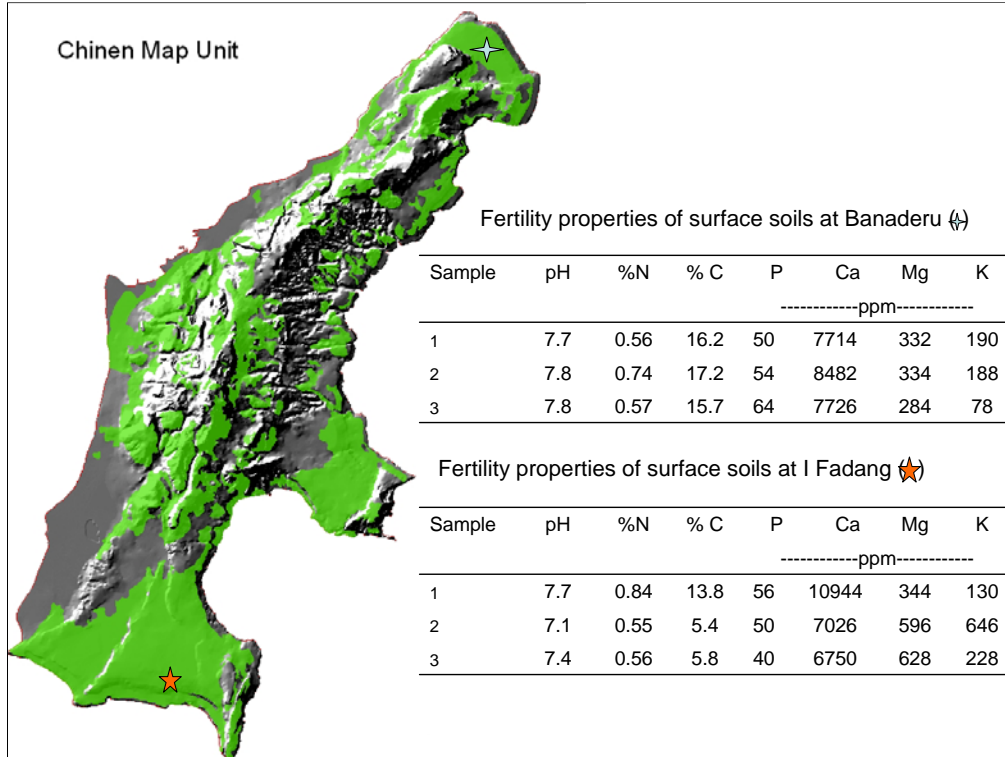 Chinen Map Unit
Fertility properties of surface soils at Banaderu ( )
Sample pH %N % C P Ca Mg K
------------ppm------------
1 7.7 0.56 16.2 50 7714 332 190
2 7.8 0.74 17.2 54 8482 334 188
3 7.8 0.57 15.7 64 7726 284 78
Fertility properties of surface soils at I Fadang ( )
Sample pH %N % C P Ca Mg K
------------ppm------------
1 7.7 0.84 13.8 56 10944 344 130
2 7.1 0.55 5.4 50 7026 596 646
3 7.4 0.56 5.8 40 6750 628 228